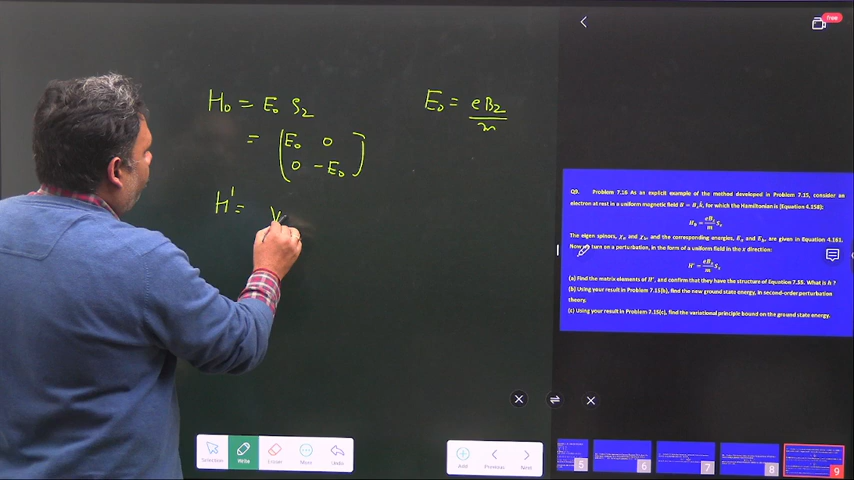 H₀ = E₀ S₂
= (E₀ 0
0 -E₀)
H' = V
E₀ = eB₂/m
free
Q9. Problem 7.16 As an explicit example of the method developed in Problem 7.15, consider an
electron at rest in a uniform magnetic field B = B_z k̂, for which the Hamiltonian is (Equation 4.158):
H₀ = eB_z/m S_z
The eigen spinors, χₐ and χ_b, and the corresponding energies, Eₐ and E_b, are given in Equation 4.161.
Now we turn on a perturbation, in the form of a uniform field in the x direction:
H' = eB_x/m S_x
(a) Find the matrix elements of H', and confirm that they have the structure of Equation 7.55. What is h ?
(b) Using your result in Problem 7.15(b), find the new ground state energy, in second-order perturbation
theory.
(c) Using your result in Problem 7.15(c), find the variational principle bound on the ground state energy.
Selection Write Eraser More Undo
Add Previous Next
5 6 7 8 9